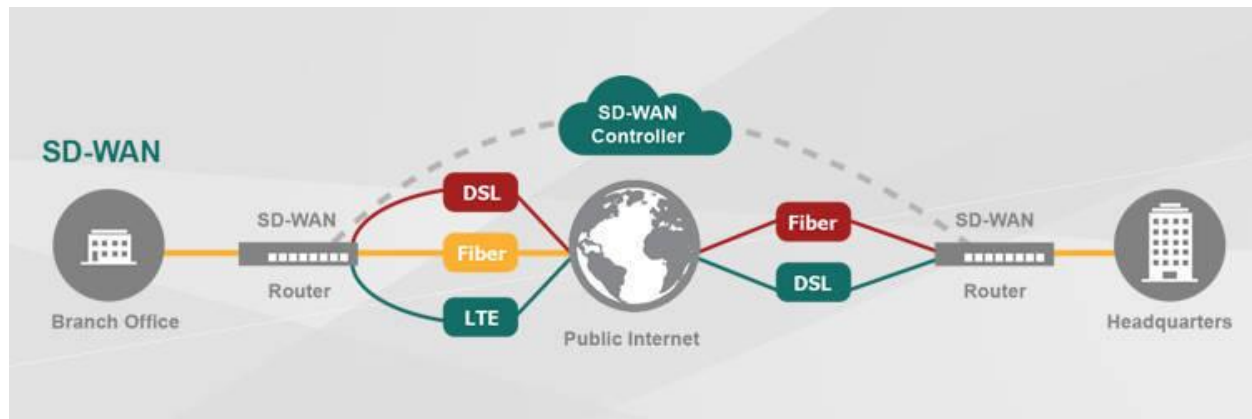 SD-WAN
Controller
SD-WAN
DSL
SD-WAN
Fiber
SD-WAN
Fiber
DSL
LTE
Router
Router
Branch Office
Public Internet
Headquarters